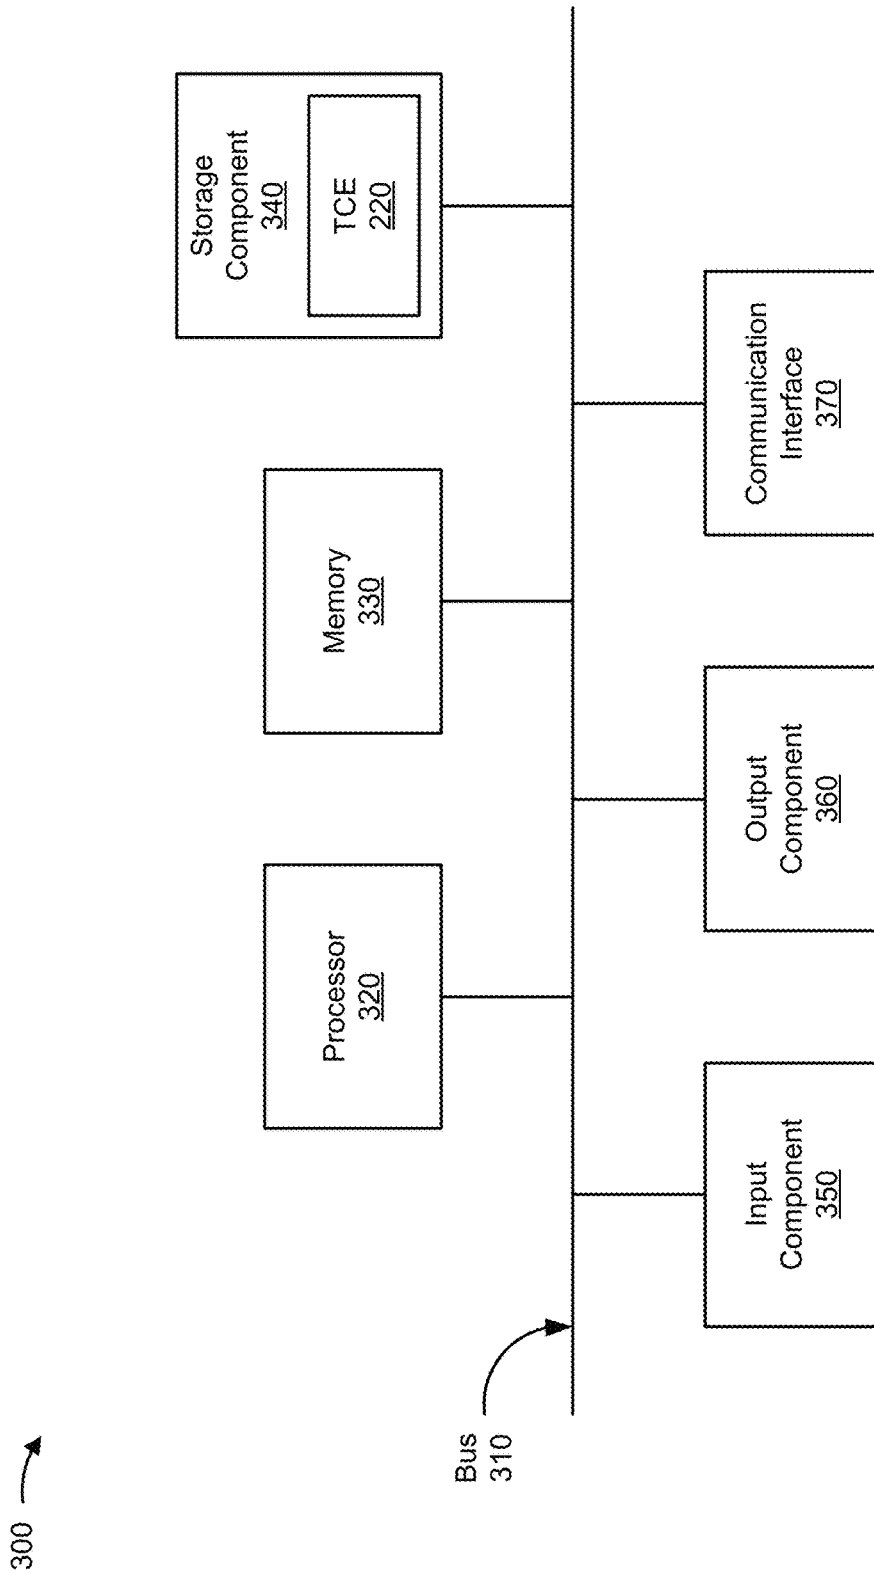 300
Bus
310
Processor
320
Memory
330
Storage
Component
340
TCE
220
Input
Component
350
Output
Component
360
Communication
Interface
370